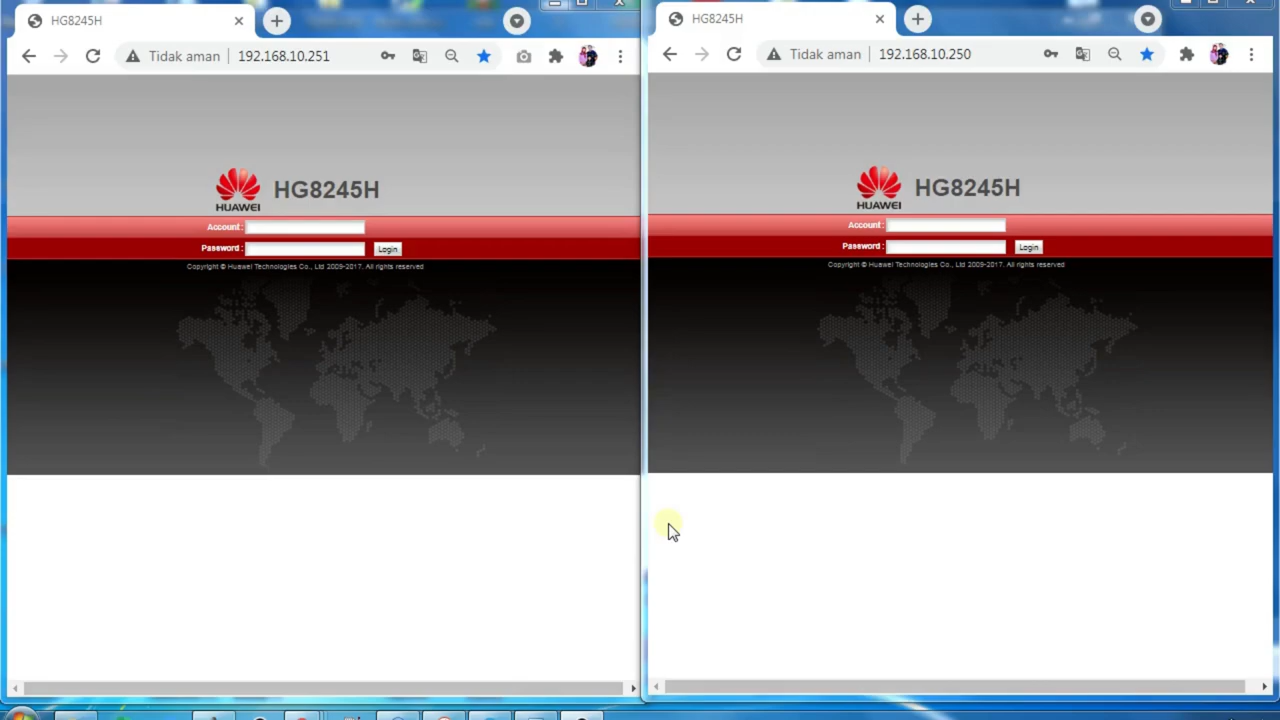 HG8245H
Tidak aman
192.168.10.251
HUAWEI
HG8245H
Account :
Password :
Login
Copyright © Huawei Technologies Co., Ltd 2009-2017. All rights reserved
HG8245H
Tidak aman
192.168.10.250
HUAWEI
HG8245H
Account :
Password :
Login
Copyright © Huawei Technologies Co., Ltd 2009-2017. All rights reserved